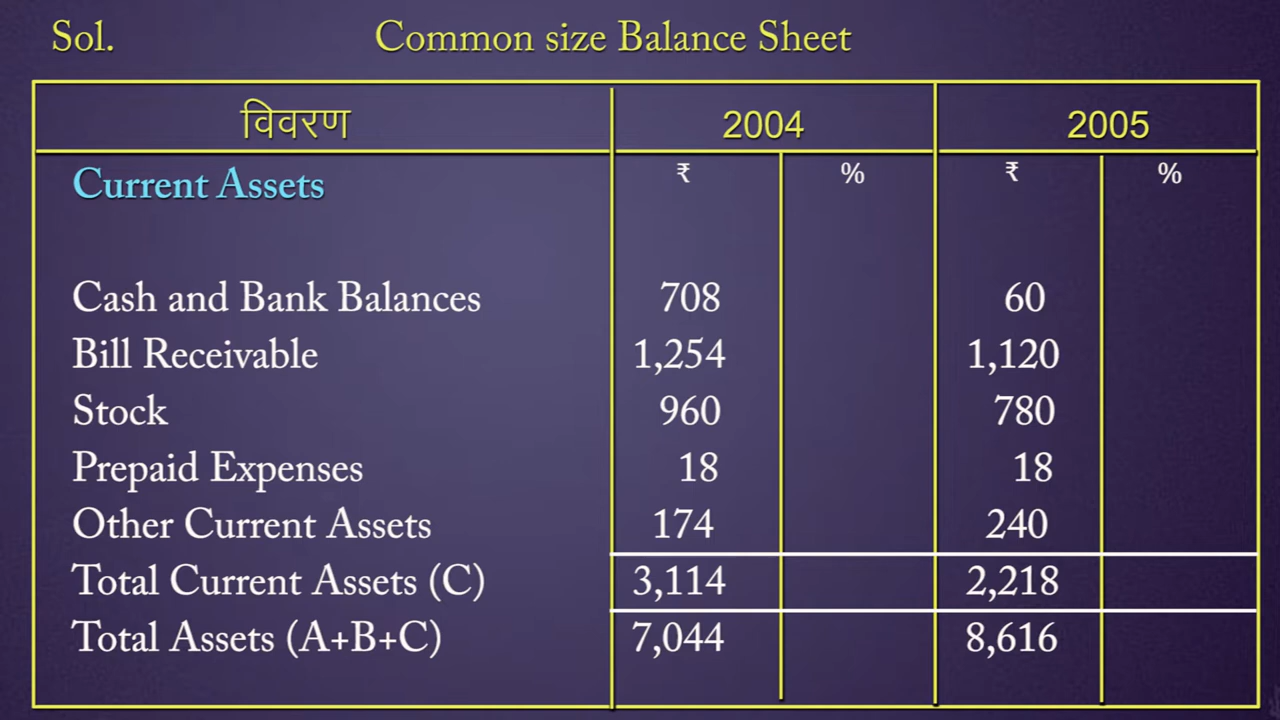 Sol. Common size Balance Sheet
विवरण 2004 2005
Current Assets ₹ % ₹ %
Cash and Bank Balances 708 60
Bill Receivable 1,254 1,120
Stock 960 780
Prepaid Expenses 18 18
Other Current Assets 174 240
Total Current Assets (C) 3,114 2,218
Total Assets (A+B+C) 7,044 8,616